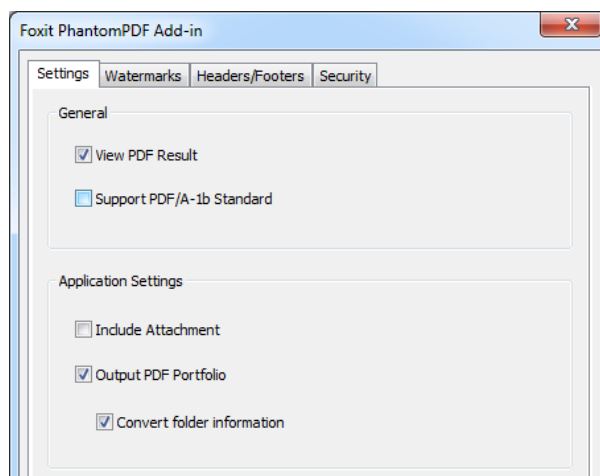 Foxit PhantomPDF Add-in
Settings Watermarks Headers/Footers Security
General
View PDF Result
Support PDF/A-1b Standard
Application Settings
Include Attachment
Output PDF Portfolio
Convert folder information